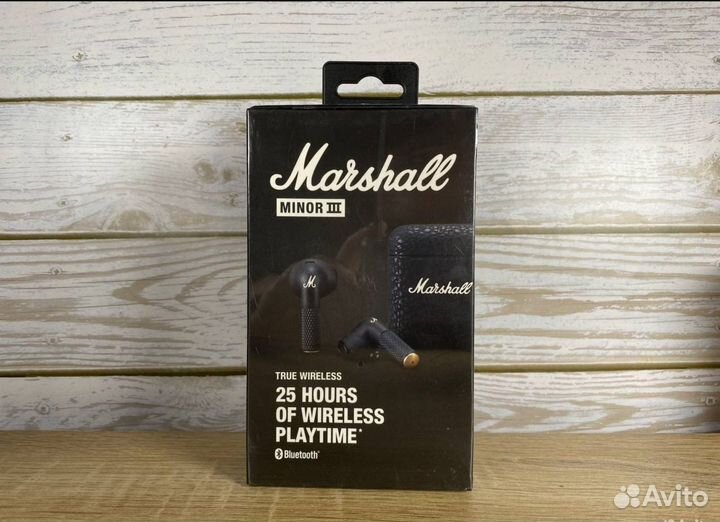 Marshall
MINOR III
M
Marshall
TRUE WIRELESS
25 HOURS
OF WIRELESS
PLAYTIME*
Bluetooth®
Avito